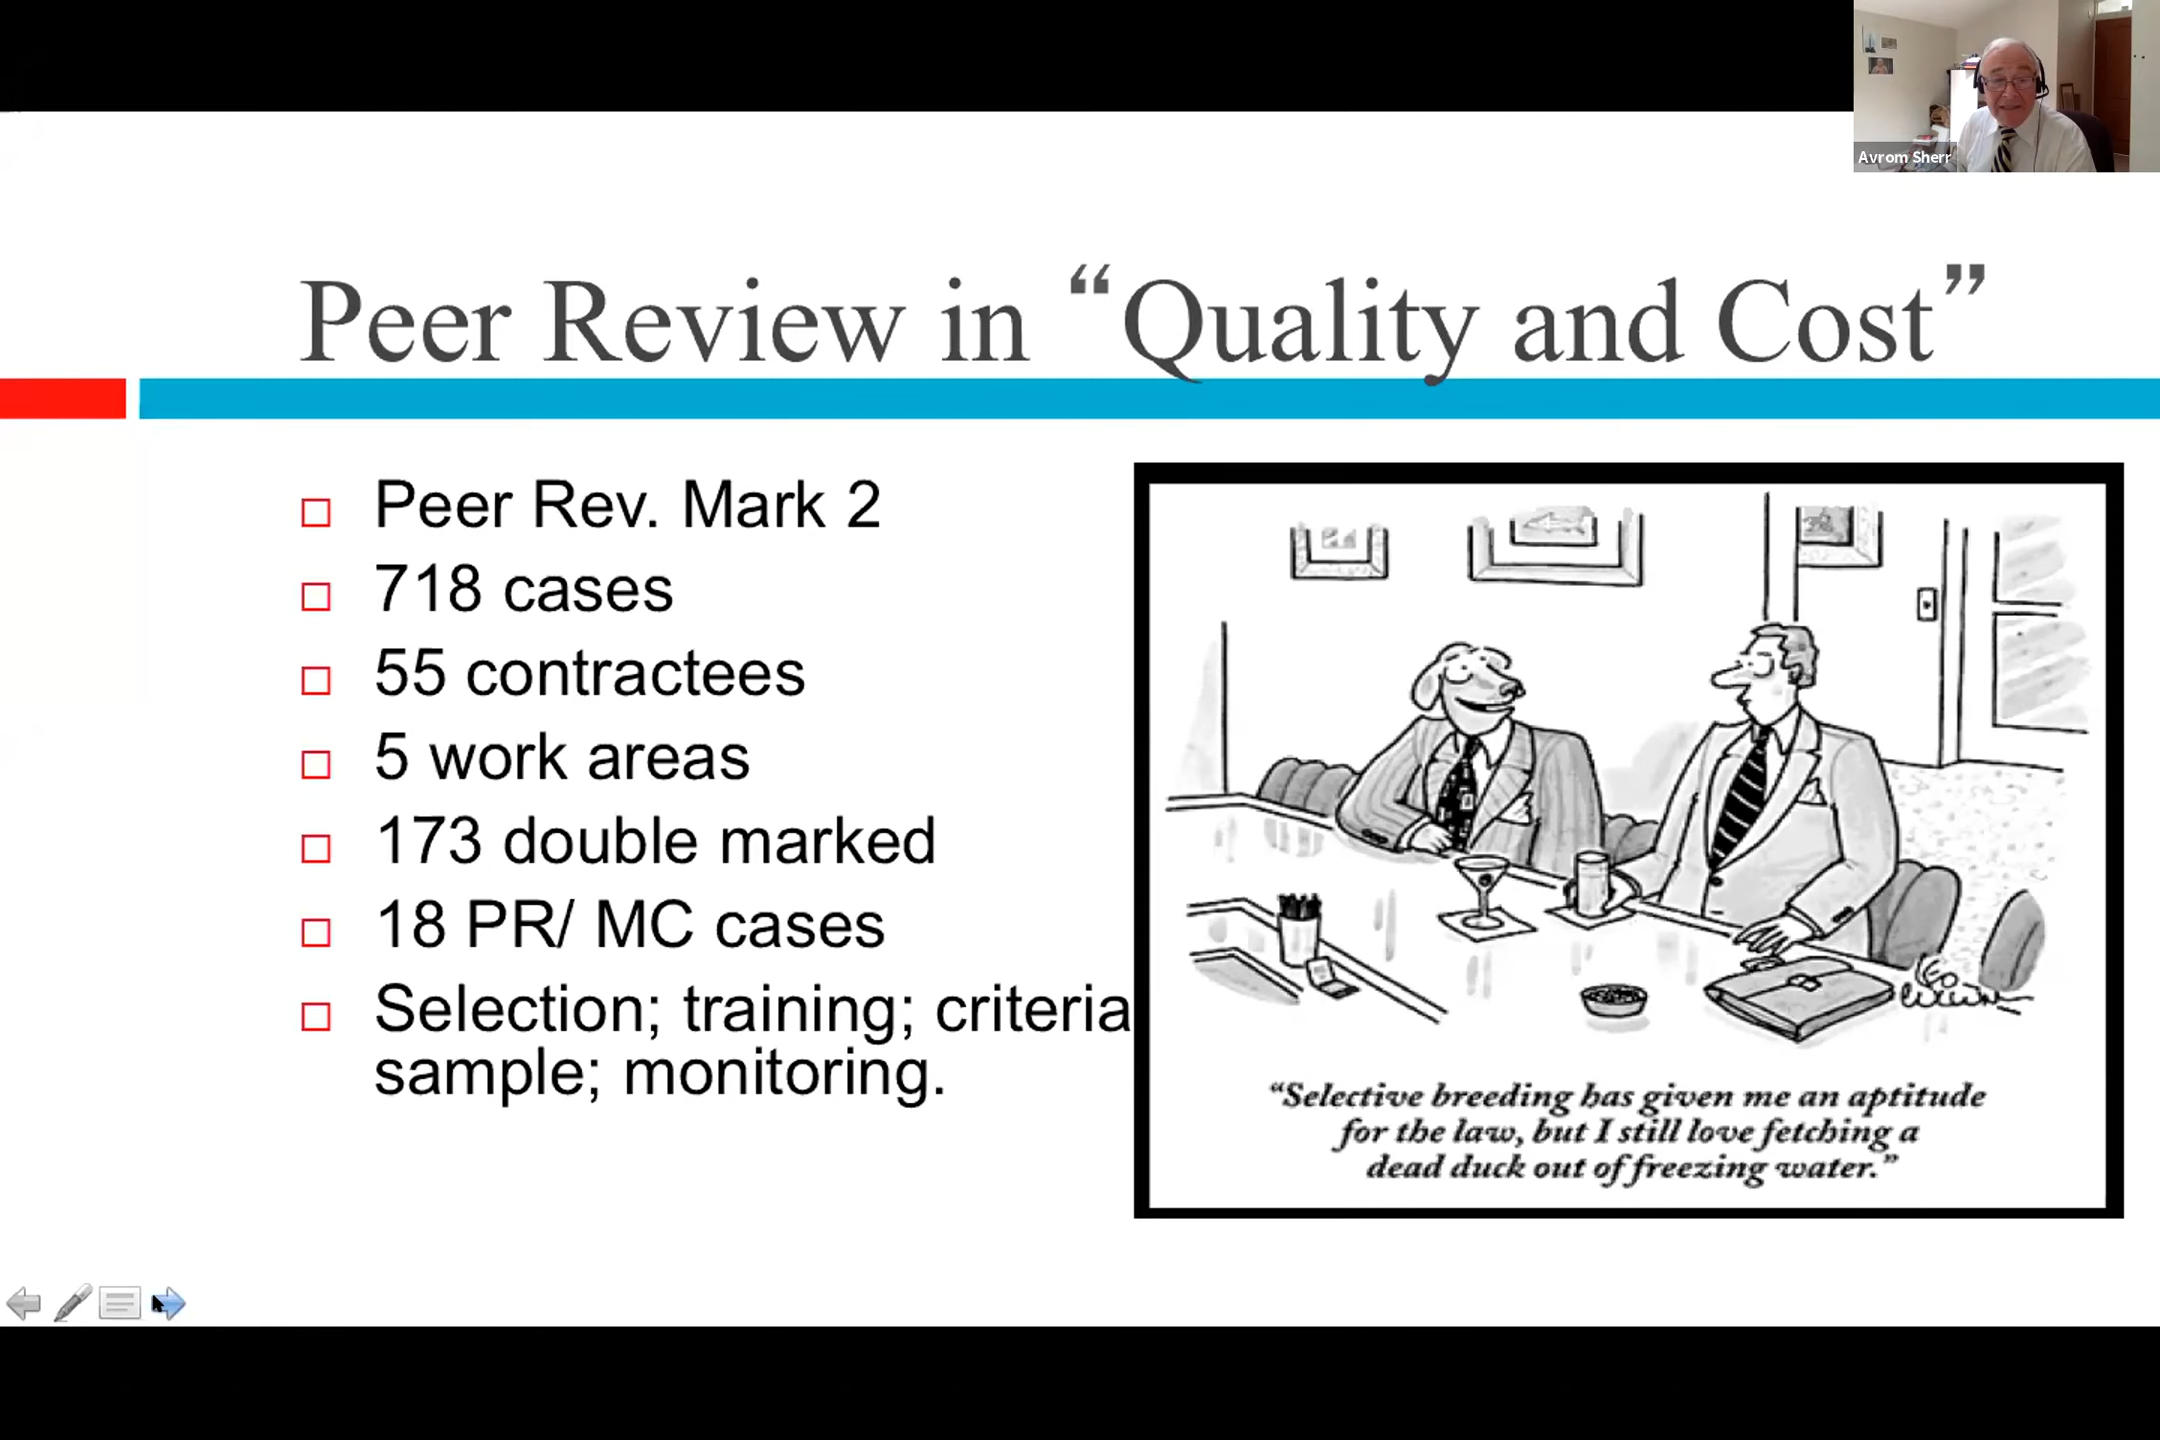 Avrom Sherr
Peer Review in “Quality and Cost”
Peer Rev. Mark 2
718 cases
55 contractees
5 work areas
173 double marked
18 PR/ MC cases
Selection; training; criteria
sample; monitoring.
“Selective breeding has given me an aptitude
for the law, but I still love fetching a
dead duck out of freezing water.”